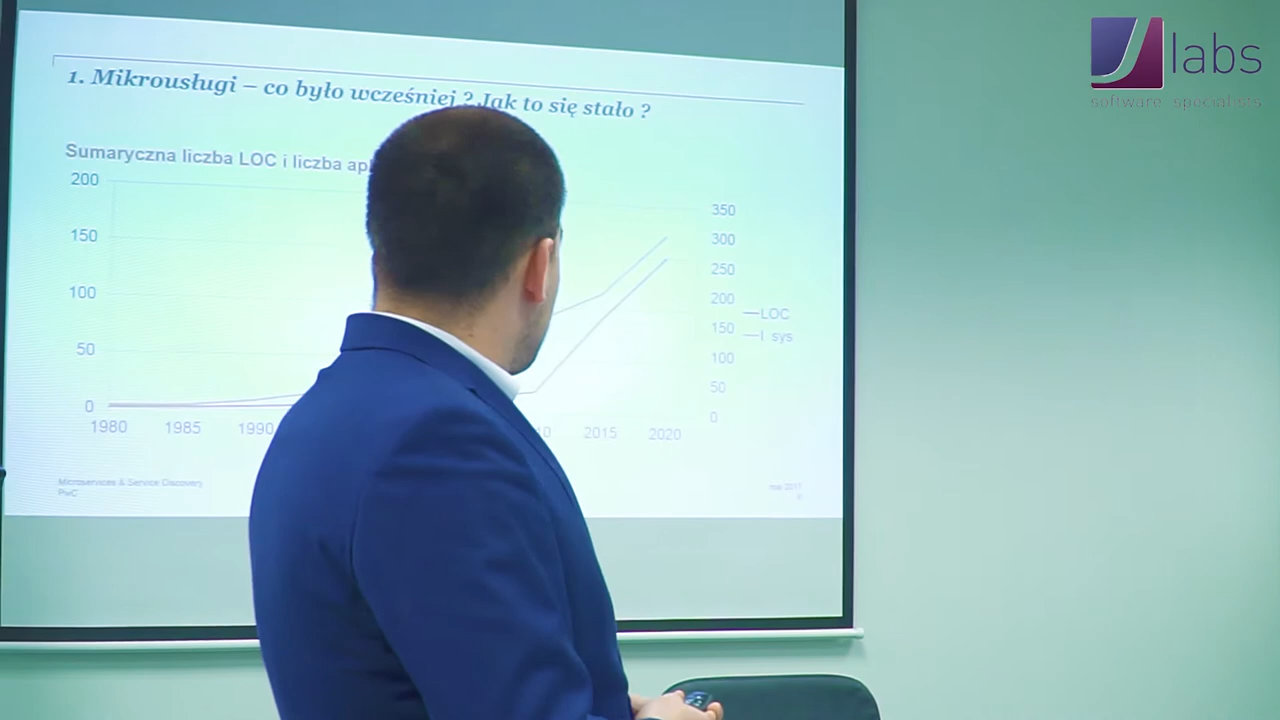 labs
software specialists
1. Mikrousługi – co było wcześniej ? Jak to się stało ?
Sumaryczna liczba LOC i liczba
200
150
100
50
0
350
300
250
200
150
100
50
0
LOC
1980 1985 1990 2015 2020
Microservices & Service Discovery
PwC